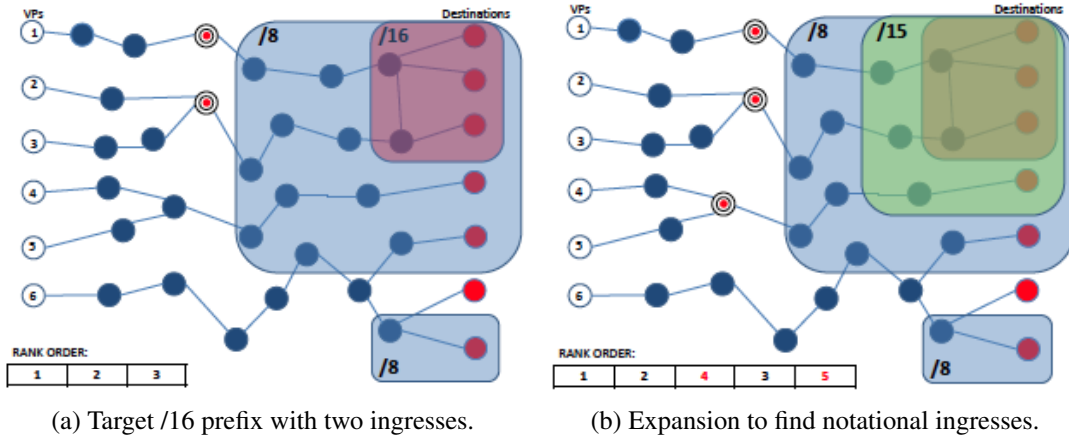 VPs
Destinations
1
/8
/16
2
3
4
5
6
RANK ORDER:
1 2 3
/8
(a) Target /16 prefix with two ingresses.
VPs
Destinations
1
/8
/15
2
3
4
5
6
RANK ORDER:
1 2 4 3 5
/8
(b) Expansion to find notational ingresses.